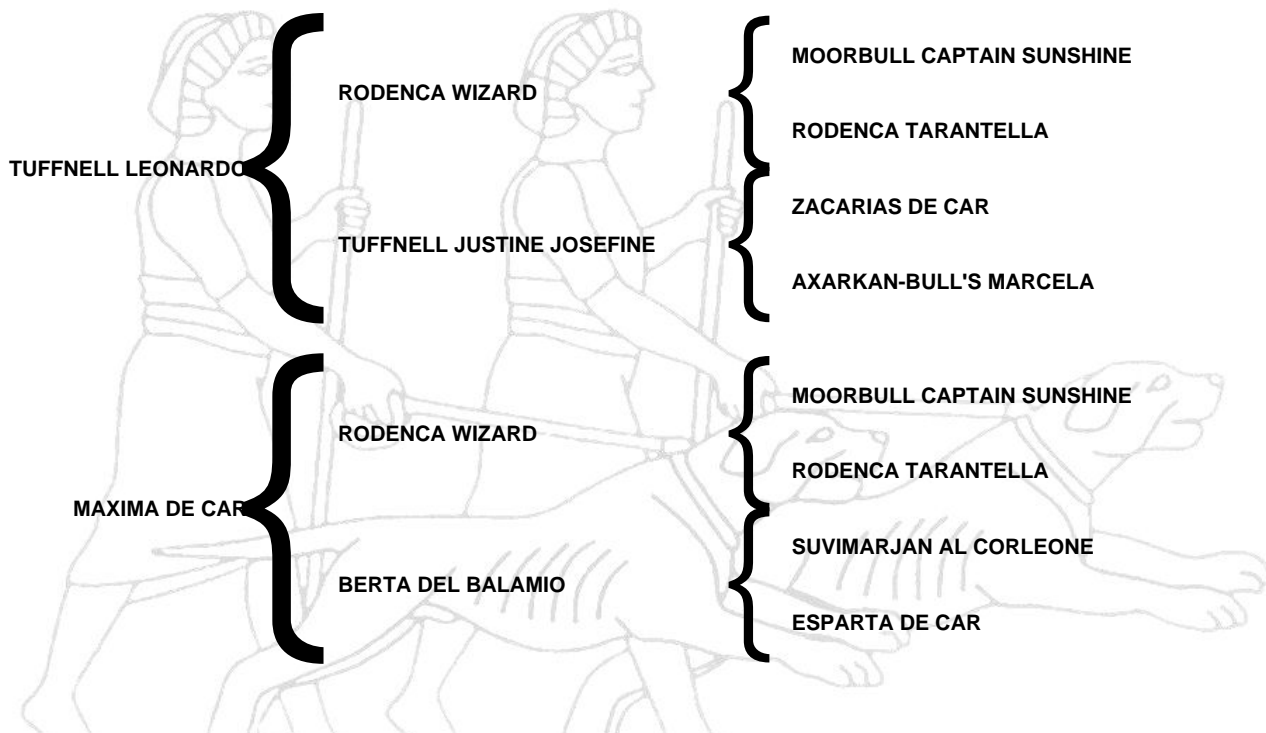 TUFFNELL LEONARDO
RODENCA WIZARD
MOORBULL CAPTAIN SUNSHINE
RODENCA TARANTELLA
TUFFNELL JUSTINE JOSEFINE
ZACARIAS DE CAR
AXARKAN-BULL'S MARCELA
MAXIMA DE CAR
RODENCA WIZARD
MOORBULL CAPTAIN SUNSHINE
RODENCA TARANTELLA
BERTA DEL BALAMIO
SUVIMARJAN AL CORLEONE
ESPARTA DE CAR